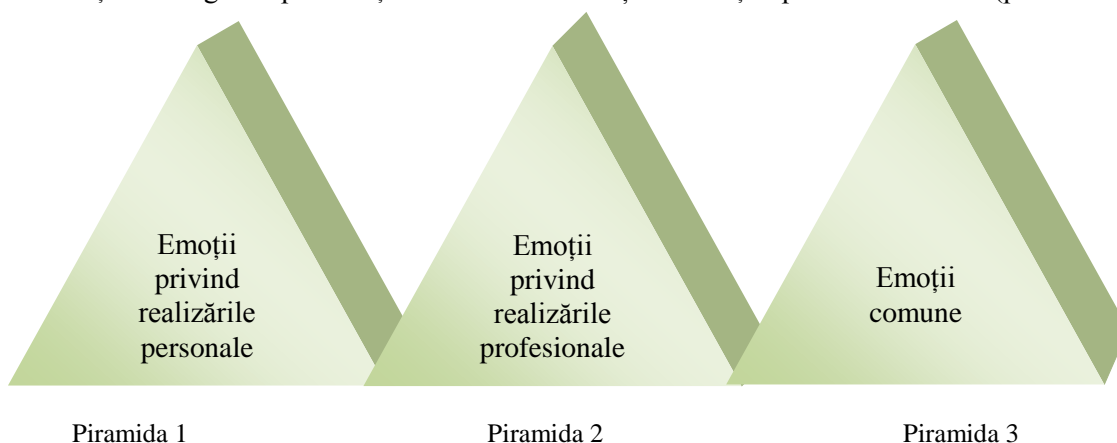 Emoții
privind
realizările
personale
Emoții
privind
realizările
profesionale
Emoții
comune
Piramida 1
Piramida 2
Piramida 3